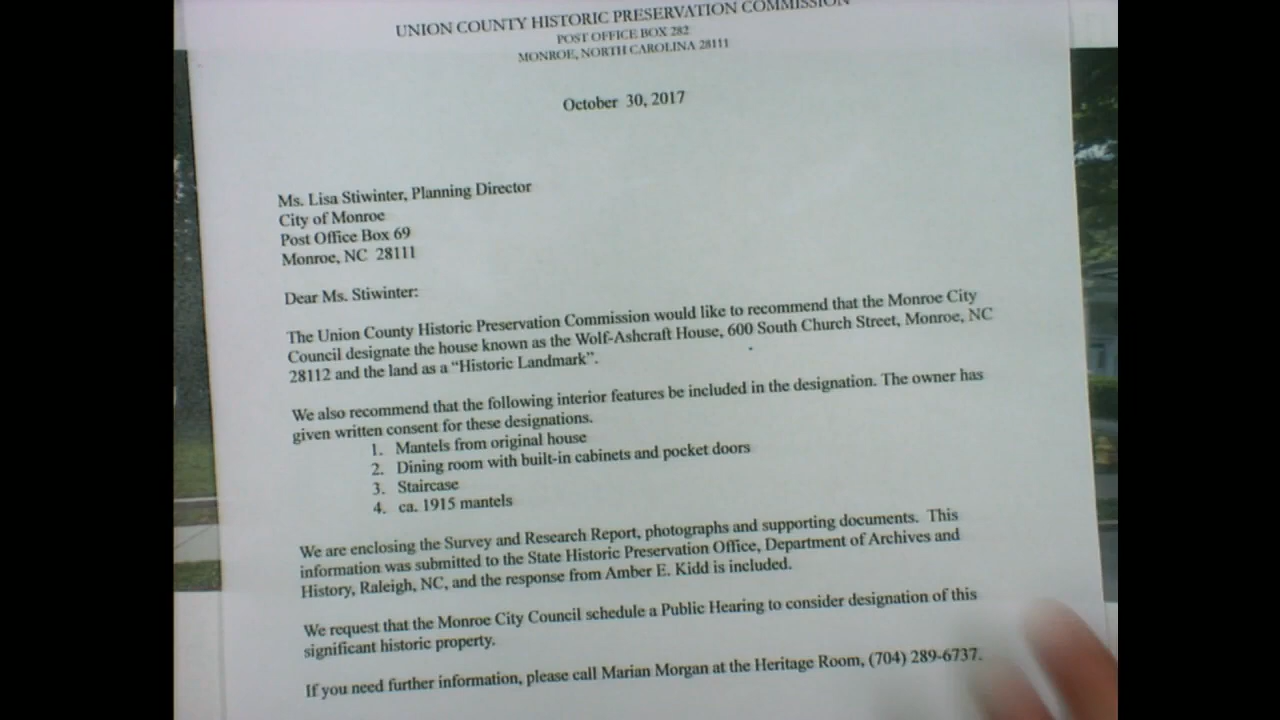 UNION COUNTY HISTORIC PRESERVATION COMMISSION
POST OFFICE BOX 282
MONROE, NORTH CAROLINA 28111
October 30, 2017
Ms. Lisa Stiwinter, Planning Director
City of Monroe
Post Office Box 69
Monroe, NC 28111
Dear Ms. Stiwinter:
The Union County Historic Preservation Commission would like to recommend that the Monroe City
Council designate the house known as the Wolf-Ashcraft House, 600 South Church Street, Monroe, NC
28112 and the land as a “Historic Landmark”.
We also recommend that the following interior features be included in the designation. The owner has
given written consent for these designations.
1. Mantels from original house
2. Dining room with built-in cabinets and pocket doors
3. Staircase
4. ca. 1915 mantels
We are enclosing the Survey and Research Report, photographs and supporting documents. This
information was submitted to the State Historic Preservation Office, Department of Archives and
History, Raleigh, NC, and the response from Amber E. Kidd is included.
We request that the Monroe City Council schedule a Public Hearing to consider designation of this
significant historic property.
If you need further information, please call Marian Morgan at the Heritage Room, (704) 289-6737.